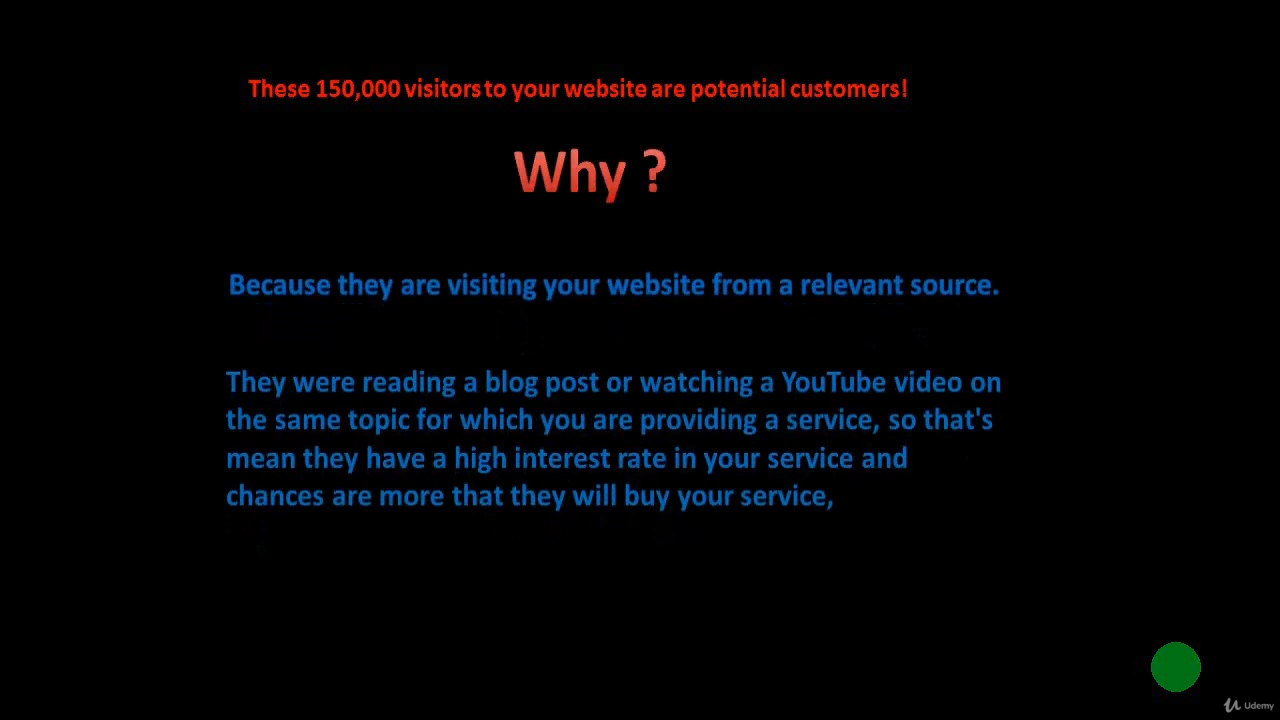 These 150,000 visitors to your website are potential customers!
Why ?
Because they are visiting your website from a relevant source.
They were reading a blog post or watching a YouTube video on
the same topic for which you are providing a service, so that's
mean they have a high interest rate in your service and
chances are more that they will buy your service,
Udemy